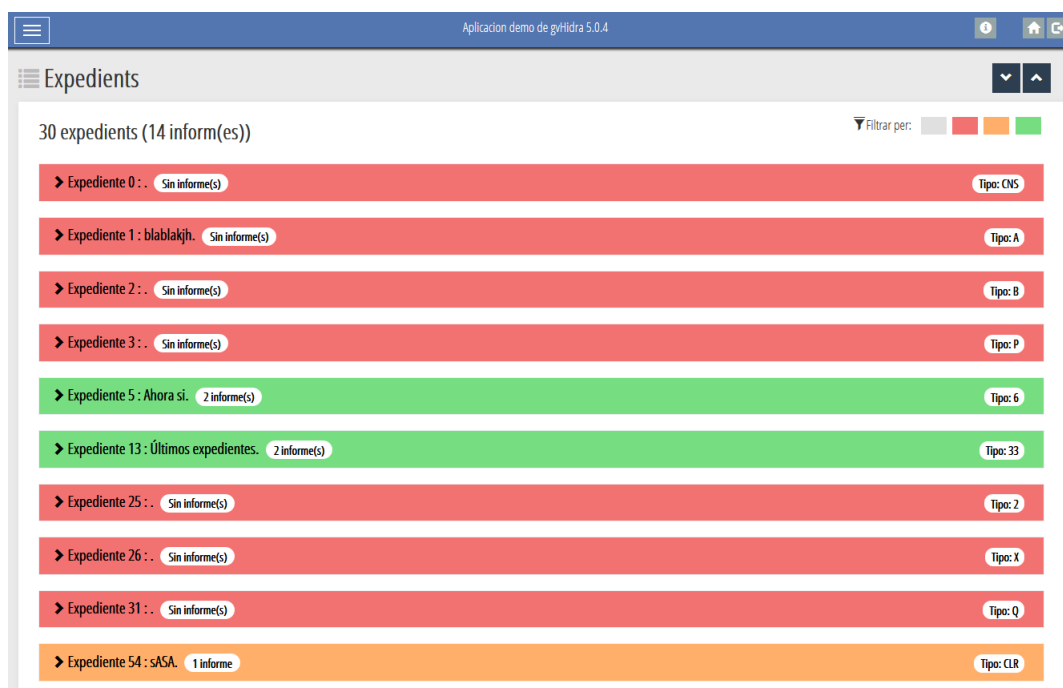 Aplicacion demo de gvHidra 5.0.4
Expedients
30 expedients (14 inform(es)) Filtrar per:
Expediente 0 : . Sin informe(s) Tipo: CNS
Expediente 1 : blablakjh. Sin informe(s) Tipo: A
Expediente 2 : . Sin informe(s) Tipo: B
Expediente 3 : . Sin informe(s) Tipo: P
Expediente 5 : Ahora si. 2 informe(s) Tipo: 6
Expediente 13 : Últimos expedientes. 2 informe(s) Tipo: 33
Expediente 25 : . Sin informe(s) Tipo: 2
Expediente 26 : . Sin informe(s) Tipo: X
Expediente 31 : . Sin informe(s) Tipo: Q
Expediente 54 : sASA. 1 informe Tipo: CLR